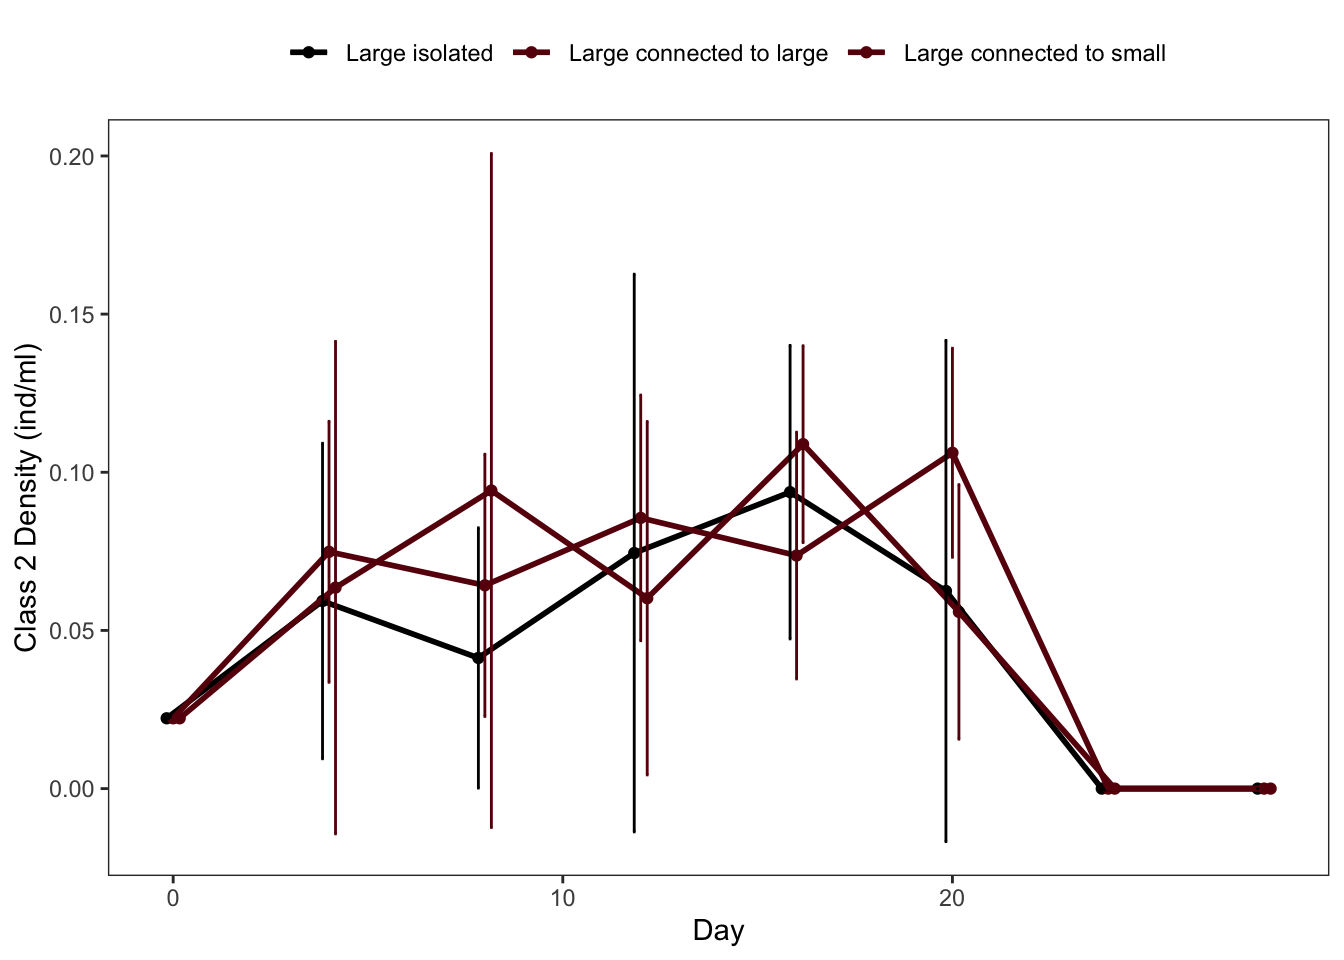 Large isolated Large connected to large Large connected to small
0.20
0.15
0.10
0.05
0.00
Class 2 Density (ind/ml)
0 10 20
Day